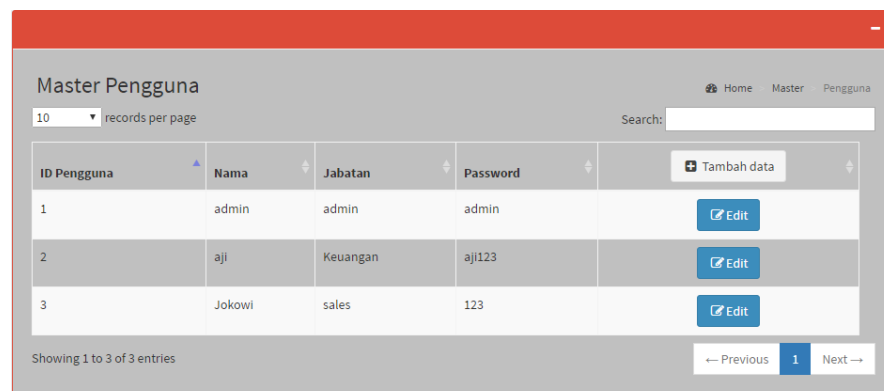 Master Pengguna
Home Master Pengguna
10 records per page Search:
ID Pengguna Nama Jabatan Password Tambah data
1 admin admin admin Edit
2 aji Keuangan aji123 Edit
3 Jokowi sales 123 Edit
Showing 1 to 3 of 3 entries ← Previous 1 Next →